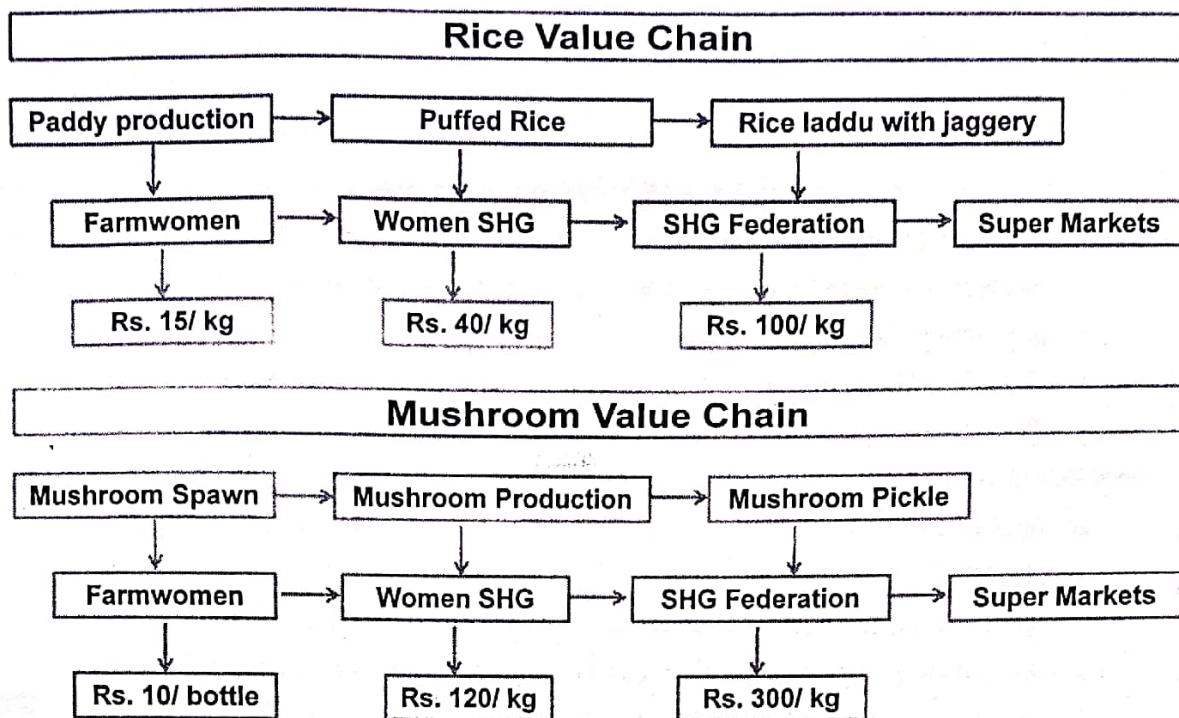 Rice Value Chain
Paddy production
Puffed Rice
Rice laddu with jaggery
Farmwomen
Women SHG
SHG Federation
Super Markets
Rs. 15/ kg
Rs. 40/ kg
Rs. 100/ kg
Mushroom Value Chain
Mushroom Spawn
Mushroom Production
Mushroom Pickle
Farmwomen
Women SHG
SHG Federation
Super Markets
Rs. 10/ bottle
Rs. 120/ kg
Rs. 300/ kg